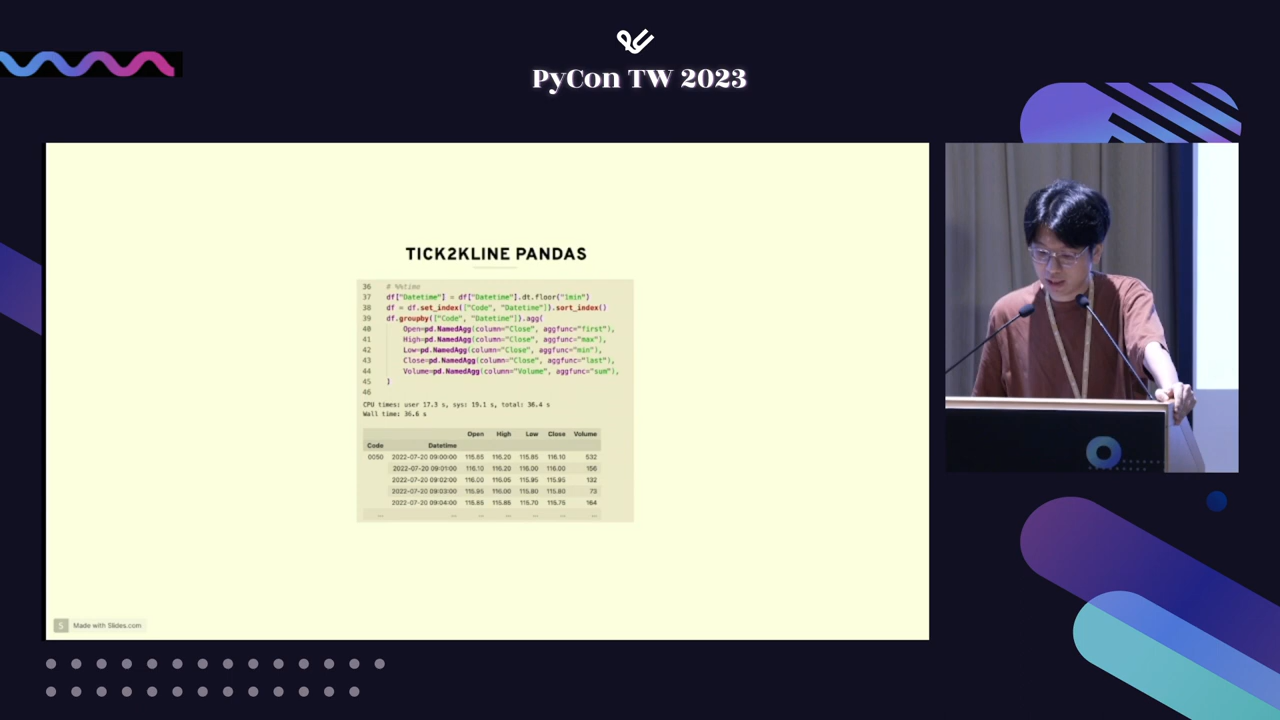 PyCon TW 2023
TICK2KLINE PANDAS
36 # %%time
37 df["Datetime"] = df["Datetime"].dt.floor("1min")
38 df = df.set_index(["Code", "Datetime"]).sort_index()
39 df.groupby(["Code", "Datetime"]).agg(
40 Open=pd.NamedAgg(column="Close", aggfunc="first"),
41 High=pd.NamedAgg(column="Close", aggfunc="max"),
42 Low=pd.NamedAgg(column="Close", aggfunc="min"),
43 Close=pd.NamedAgg(column="Close", aggfunc="last"),
44 Volume=pd.NamedAgg(column="Volume", aggfunc="sum"),
45 )
46
CPU times: user 17.3 s, sys: 19.1 s, total: 36.4 s
Wall time: 36.6 s
Open High Low Close Volume
Code Datetime
0050 2022-07-20 09:00:00 115.85 116.20 115.85 116.10 532
2022-07-20 09:01:00 116.10 116.20 116.00 116.00 156
2022-07-20 09:02:00 116.00 116.05 115.95 115.95 132
2022-07-20 09:03:00 115.95 116.00 115.80 115.80 73
2022-07-20 09:04:00 115.85 115.85 115.70 115.75 164
... ... ... ... ... ... ...
S Made with Slides.com